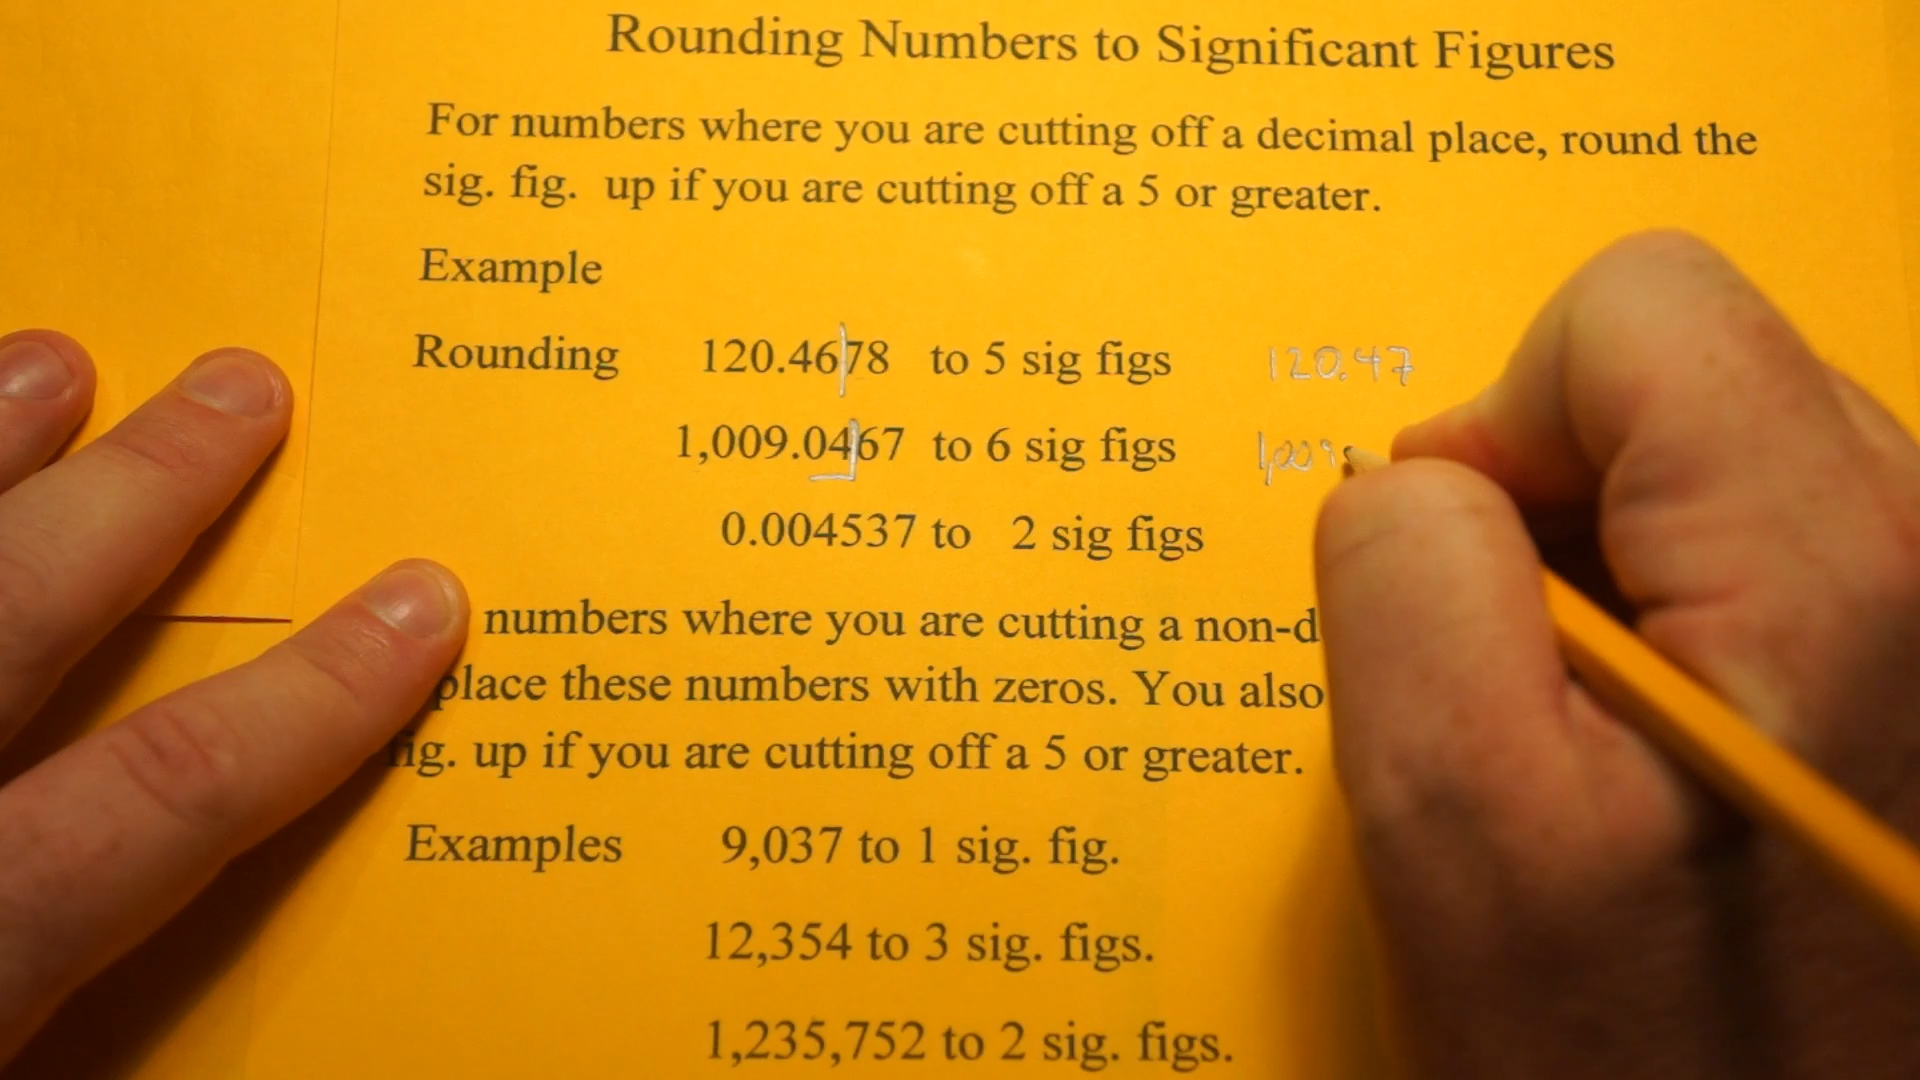 Rounding Numbers to Significant Figures
For numbers where you are cutting off a decimal place, round the
sig. fig. up if you are cutting off a 5 or greater.
Example
Rounding 120.4678 to 5 sig figs 120.47
1,009.0467 to 6 sig figs 1,009
0.004537 to 2 sig figs
numbers where you are cutting a non-d
place these numbers with zeros. You also
fig. up if you are cutting off a 5 or greater.
Examples 9,037 to 1 sig. fig.
12,354 to 3 sig. figs.
1,235,752 to 2 sig. figs.